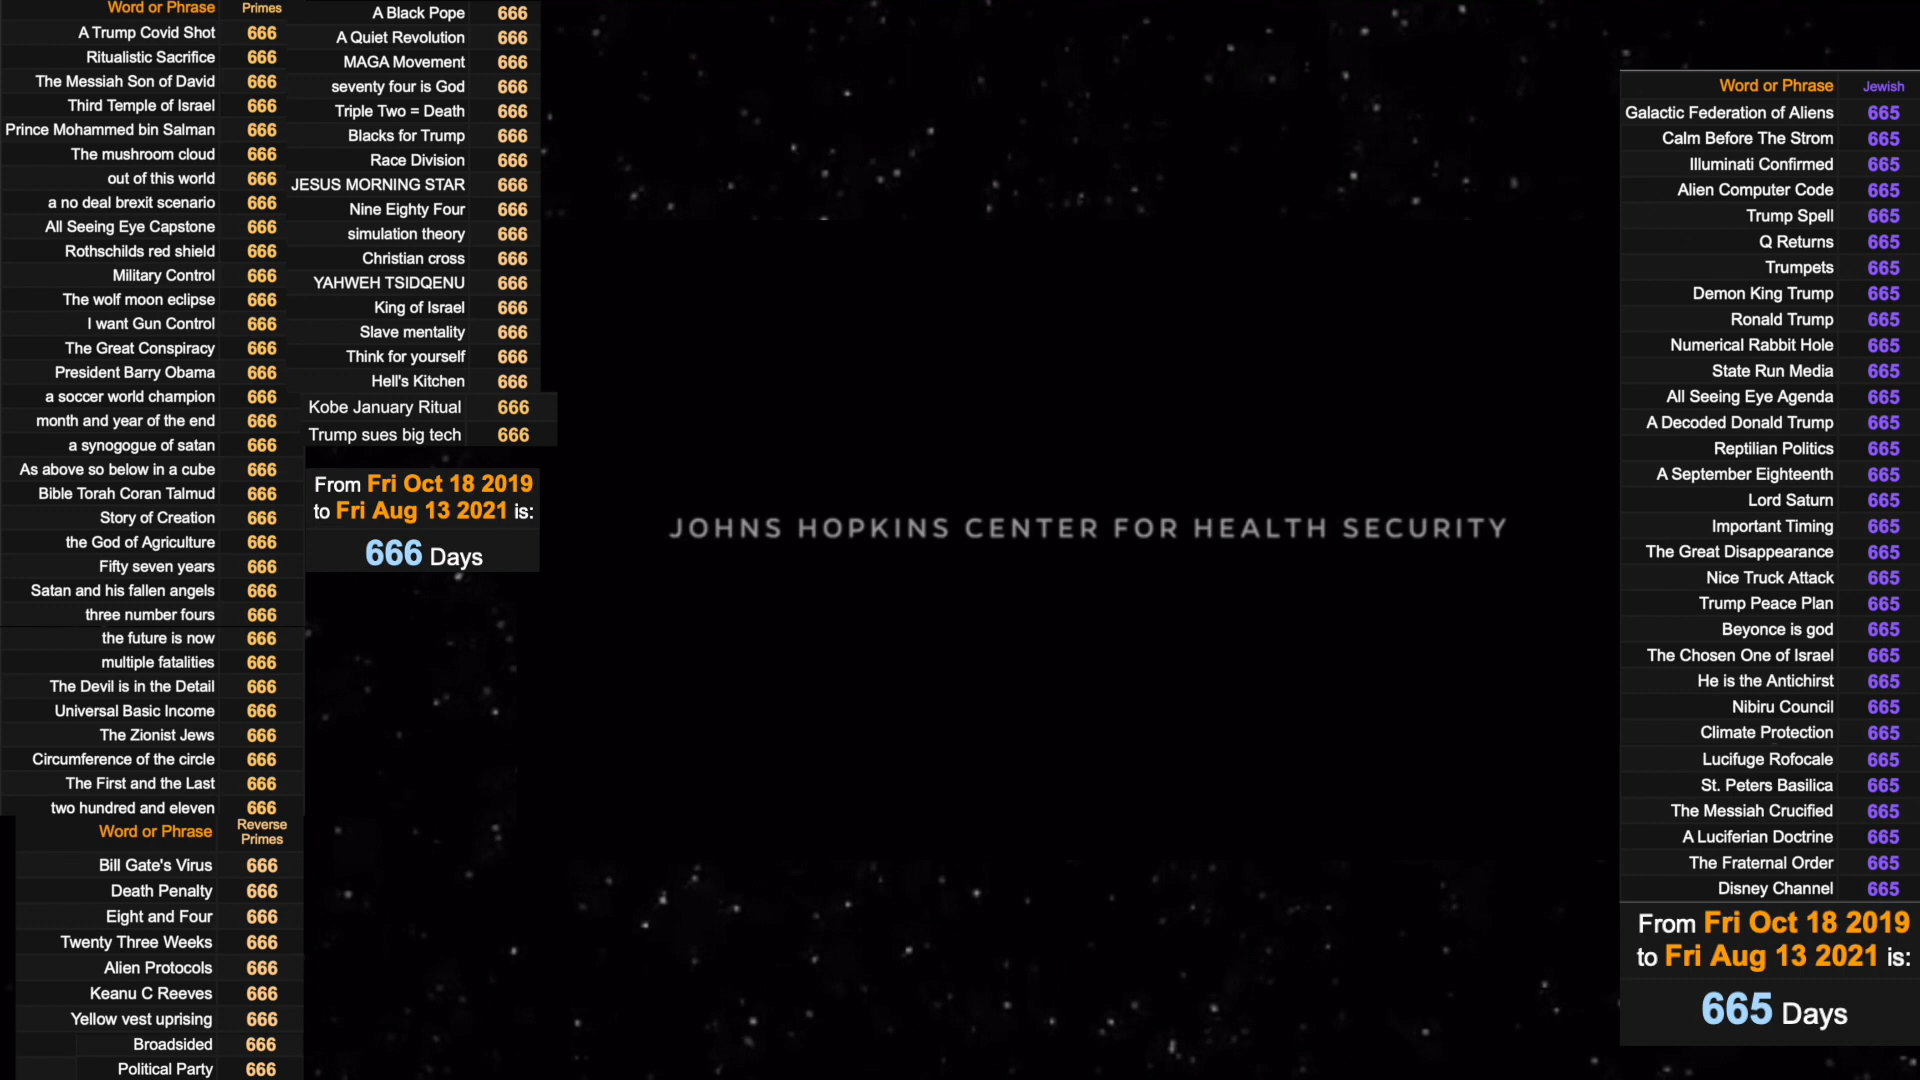 Word or Phrase Primes
A Trump Covid Shot 666
Ritualistic Sacrifice 666
The Messiah Son of David 666
Third Temple of Israel 666
Prince Mohammed bin Salman 666
The mushroom cloud 666
out of this world 666
a no deal brexit scenario 666
All Seeing Eye Capstone 666
Rothschilds red shield 666
Military Control 666
The wolf moon eclipse 666
I want Gun Control 666
The Great Conspiracy 666
President Barry Obama 666
a soccer world champion 666
month and year of the end 666
a synogogue of satan 666
As above so below in a cube 666
Bible Torah Coran Talmud 666
Story of Creation 666
the God of Agriculture 666
Fifty seven years 666
Satan and his fallen angels 666
three number fours 666
the future is now 666
multiple fatalities 666
The Devil is in the Detail 666
Universal Basic Income 666
The Zionist Jews 666
Circumference of the circle 666
The First and the Last 666
two hundred and eleven 666
Word or Phrase Reverse Primes
Bill Gate's Virus 666
Death Penalty 666
Eight and Four 666
Twenty Three Weeks 666
Alien Protocols 666
Keanu C Reeves 666
Yellow vest uprising 666
Broadsided 666
Political Party 666
A Black Pope 666
A Quiet Revolution 666
MAGA Movement 666
seventy four is God 666
Triple Two = Death 666
Blacks for Trump 666
Race Division 666
JESUS MORNING STAR 666
Nine Eighty Four 666
simulation theory 666
Christian cross 666
YAHWEH TSIDQENU 666
King of Israel 666
Slave mentality 666
Think for yourself 666
Hell's Kitchen 666
Kobe January Ritual 666
Trump sues big tech 666
From Fri Oct 18 2019
to Fri Aug 13 2021 is:
666 Days
JOHNS HOPKINS CENTER FOR HEALTH SECURITY
Word or Phrase Jewish
Galactic Federation of Aliens 665
Calm Before The Strom 665
Illuminati Confirmed 665
Alien Computer Code 665
Trump Spell 665
Q Returns 665
Trumpets 665
Demon King Trump 665
Ronald Trump 665
Numerical Rabbit Hole 665
State Run Media 665
All Seeing Eye Agenda 665
A Decoded Donald Trump 665
Reptilian Politics 665
A September Eighteenth 665
Lord Saturn 665
Important Timing 665
The Great Disappearance 665
Nice Truck Attack 665
Trump Peace Plan 665
Beyonce is god 665
The Chosen One of Israel 665
He is the Antichirst 665
Nibiru Council 665
Climate Protection 665
Lucifuge Rofocale 665
St. Peters Basilica 665
The Messiah Crucified 665
A Luciferian Doctrine 665
The Fraternal Order 665
Disney Channel 665
From Fri Oct 18 2019
to Fri Aug 13 2021 is:
665 Days